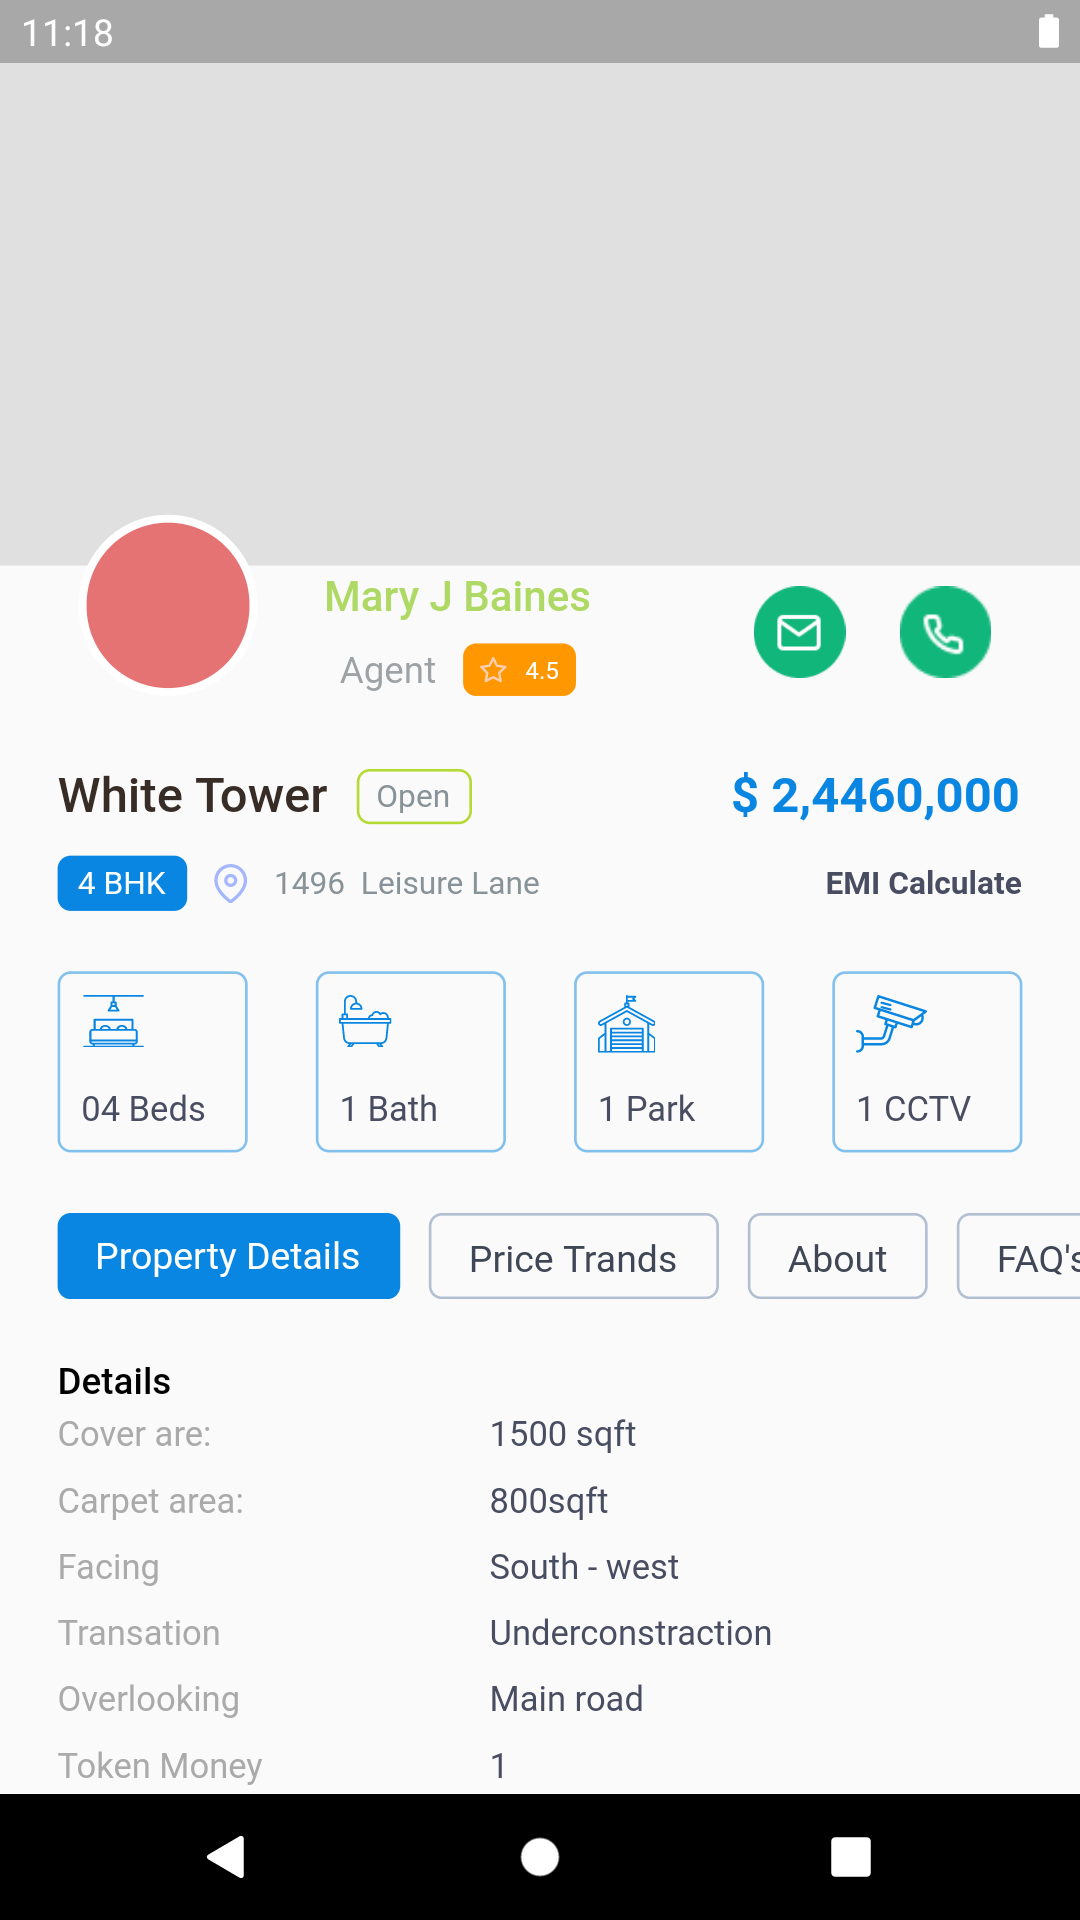 11:18
Mary J Baines
Agent 4.5
White Tower Open $ 2,4460,000
4 BHK 1496 Leisure Lane EMI Calculate
04 Beds 1 Bath 1 Park 1 CCTV
Property Details Price Trands About FAQ's
Details
Cover are: 1500 sqft
Carpet area: 800sqft
Facing South - west
Transation Underconstraction
Overlooking Main road
Token Money 1